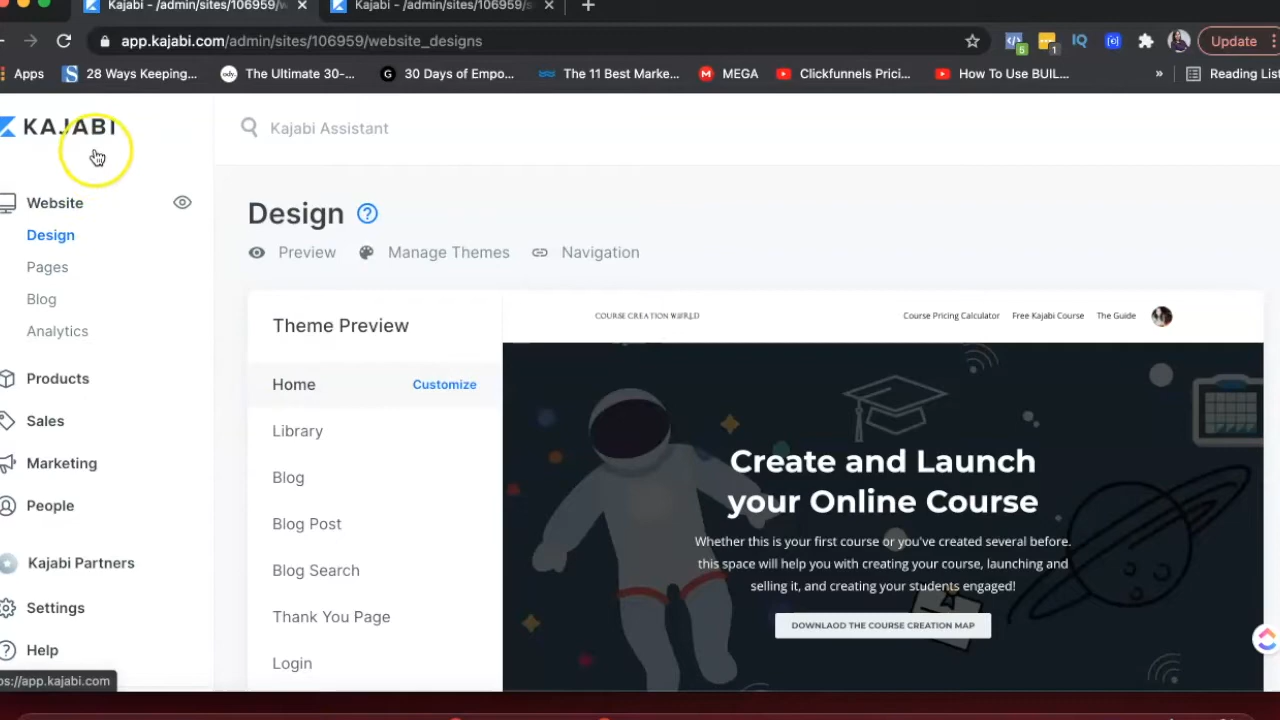 Kajabi - /admin/sites/106959/w
Kajabi - /admin/sites/106959/s
app.kajabi.com/admin/sites/106959/website_designs
5
1
IQ
Update
Apps
28 Ways Keeping...
ody.
The Ultimate 30-...
G
30 Days of Empo...
The 11 Best Marke...
MEGA
Clickfunnels Prici...
How To Use BUIL...
»
Reading List
KAJABI
Kajabi Assistant
Website
Design
Pages
Blog
Analytics
Products
Sales
Marketing
People
Kajabi Partners
Settings
Help
ps://app.kajabi.com
Design
Preview
Manage Themes
Navigation
Theme Preview
Home
Customize
Library
Blog
Blog Post
Blog Search
Thank You Page
Login
COURSE CREATION WORLD
Course Pricing Calculator
Free Kajabi Course
The Guide
Create and Launch
your Online Course
Whether this is your first course or you've created several before.
this space will help you with creating your course, launching and
selling it, and creating your students engaged!
DOWNLAOD THE COURSE CREATION MAP